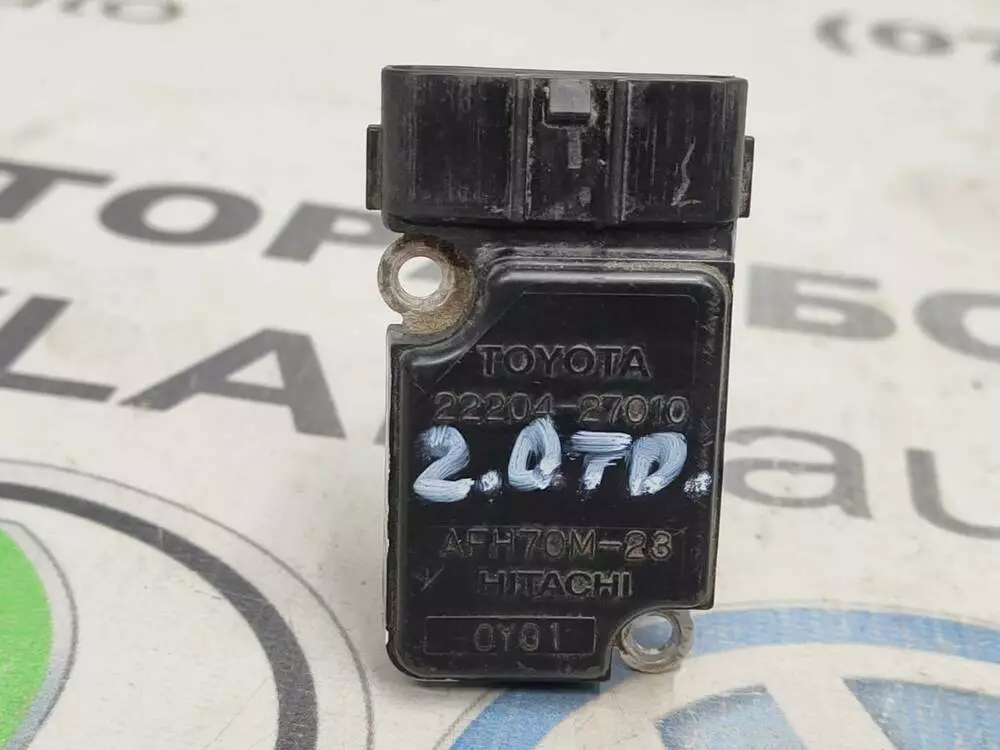 TOYOTA
22204-27010
2.0TD.
AFH70M-23
HITACHI
0Y31